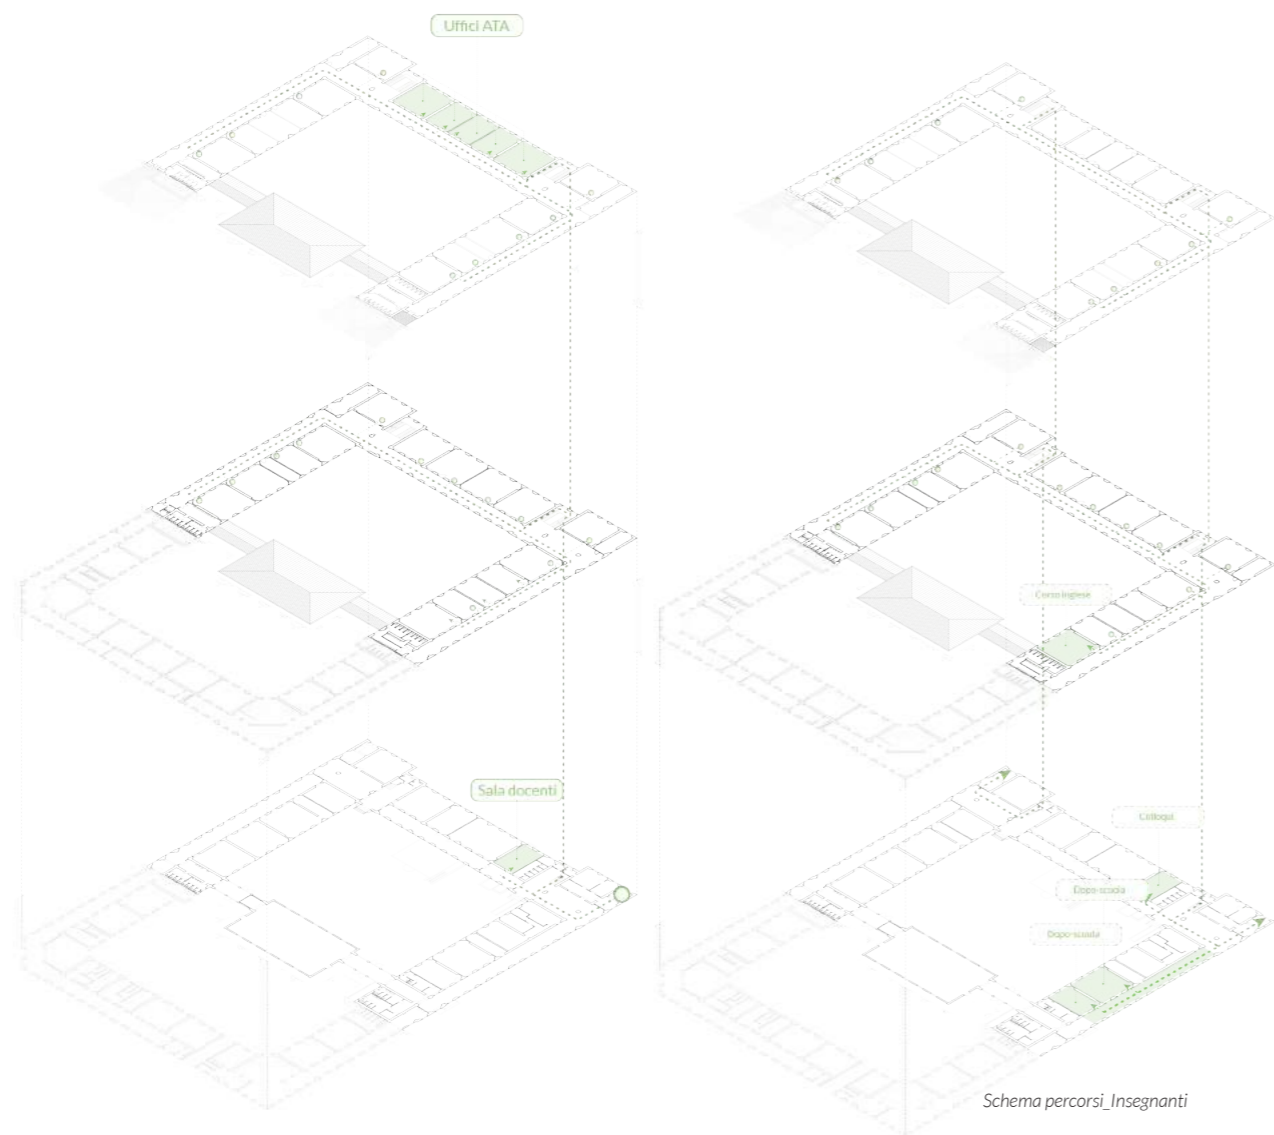 Uffici ATA
Corso inglese
Sala docenti
Colloqui
Dopo-scuola
Dopo-scuola
Schema percorsi_Insegnanti